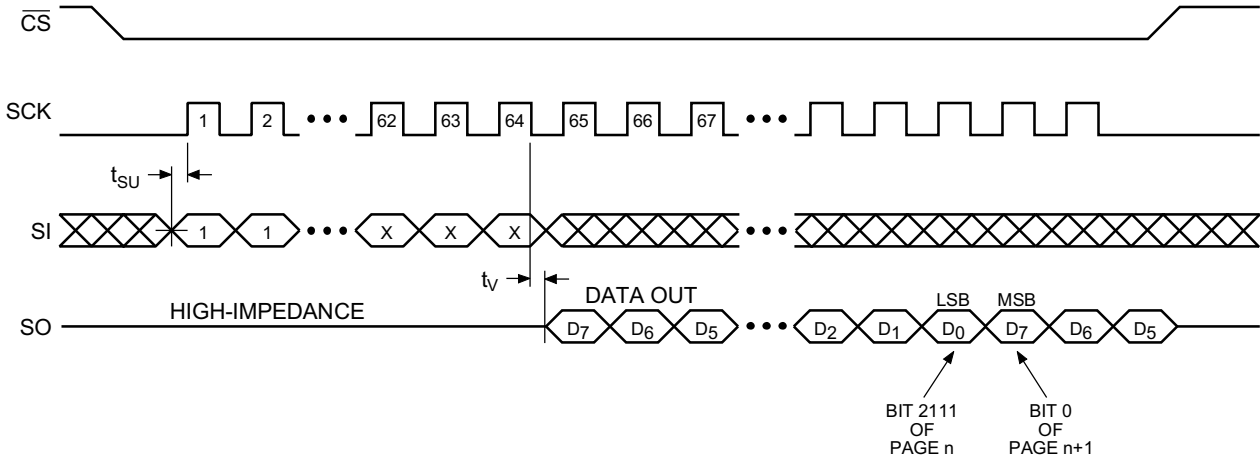 CS
SCK
1 2 • • • 62 63 64 65 66 67 • • •
tSU
SI
1 1 • • • X X X • • •
tV
HIGH-IMPEDANCE
DATA OUT
LSB MSB
SO
D7 D6 D5 • • • D2 D1 D0 D7 D6 D5
BIT 2111
OF
PAGE n
BIT 0
OF
PAGE n+1